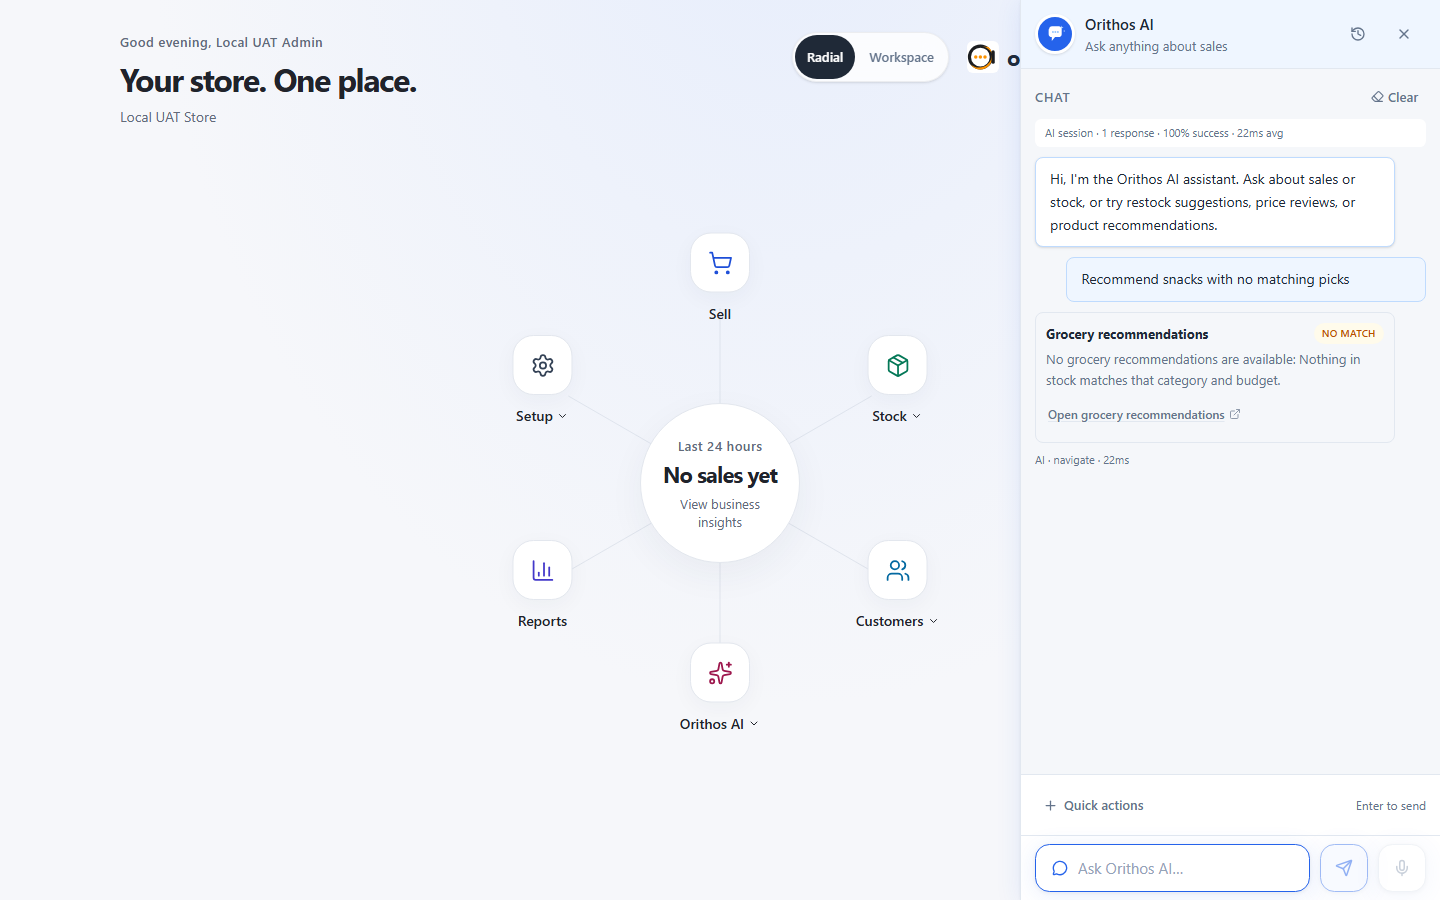 Good evening, Local UAT Admin
Your store. One place.
Local UAT Store
Radial
Workspace
Sell
Setup
Stock
Last 24 hours
No sales yet
View business
insights
Reports
Customers
Orithos AI
Orithos AI
Ask anything about sales
CHAT
Clear
AI session · 1 response · 100% success · 22ms avg
Hi, I'm the Orithos AI assistant. Ask about sales or
stock, or try restock suggestions, price reviews, or
product recommendations.
Recommend snacks with no matching picks
Grocery recommendations
NO MATCH
No grocery recommendations are available: Nothing in
stock matches that category and budget.
Open grocery recommendations
AI · navigate · 22ms
Quick actions
Enter to send
Ask Orithos AI...